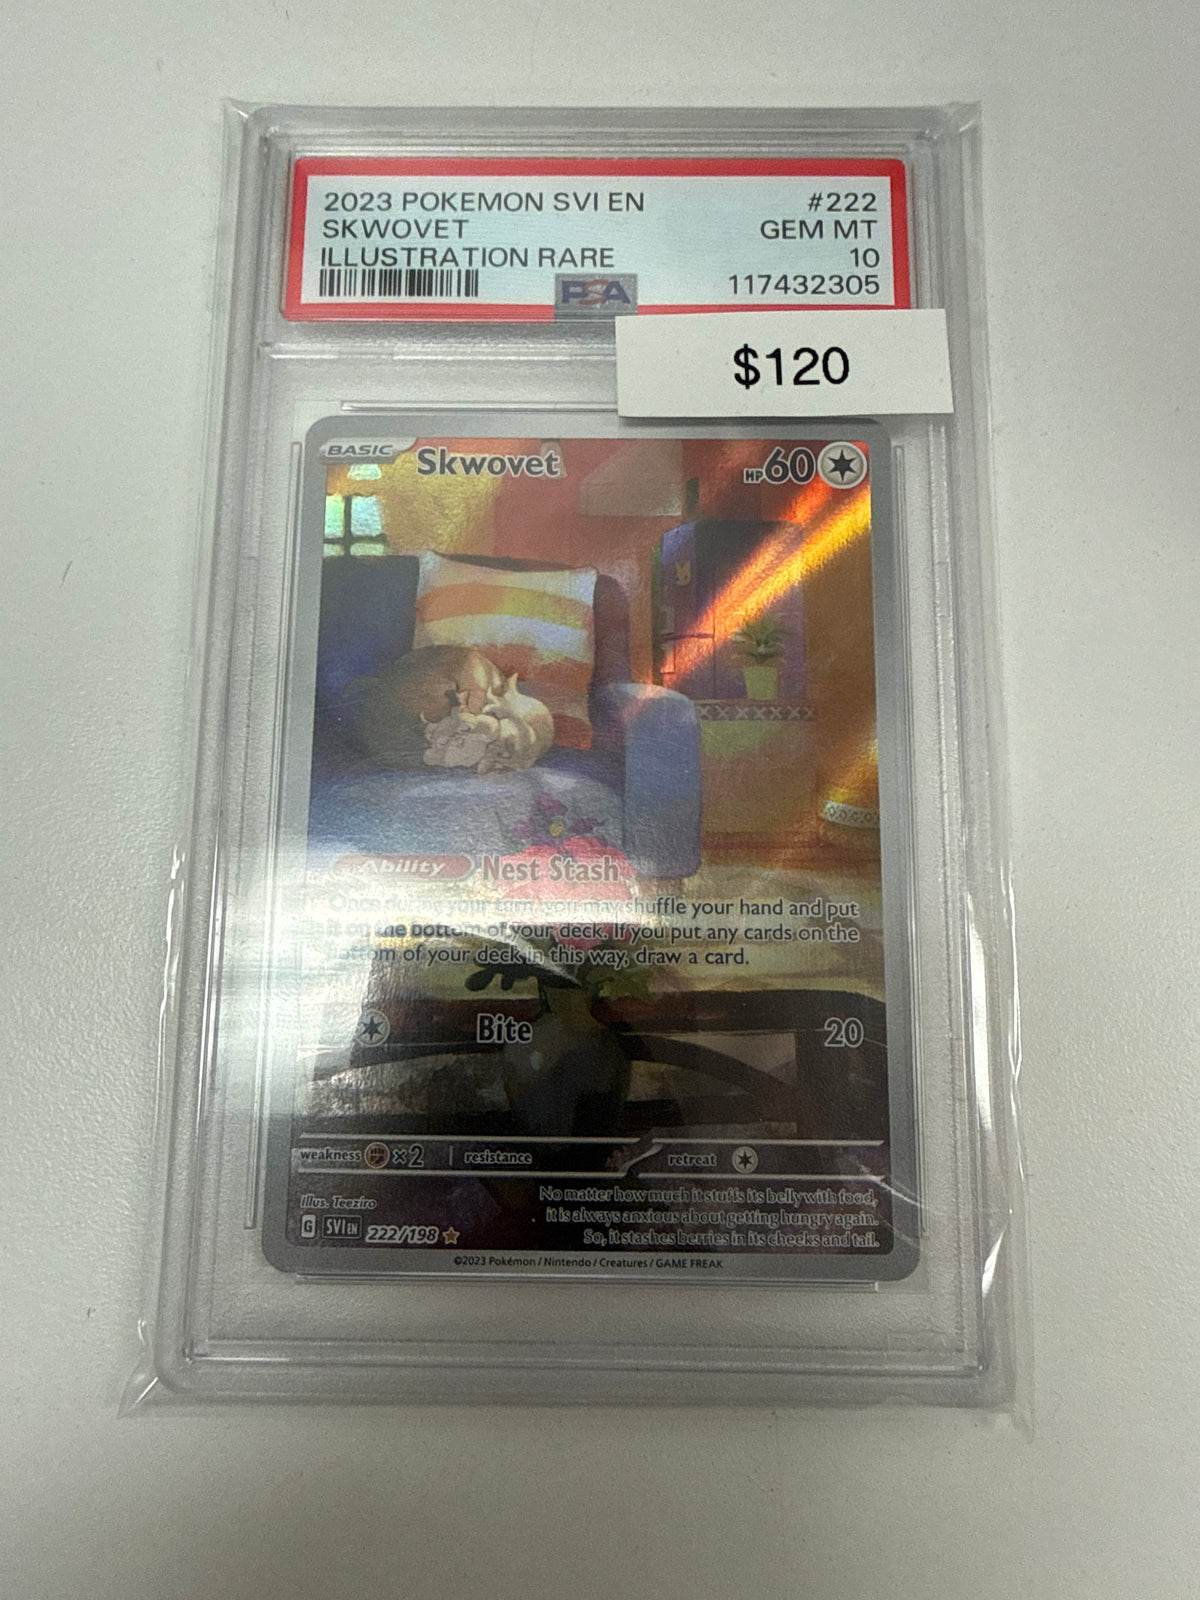 2023 POKEMON SVI EN #222
SKWOVET GEM MT
ILLUSTRATION RARE 10
PSA 117432305
$120
BASIC Skwovet HP 60
Ability Nest Stash
Once during your turn, you may shuffle your hand and put
it on the bottom of your deck. If you put any cards on the
bottom of your deck in this way, draw a card.
Bite 20
weakness ×2 resistance retreat
Illus. Teeziro
No matter how much it stuffs its belly with food,
it is always anxious about getting hungry again.
So, it stashes berries in its cheeks and tail.
G SVI EN 222/198
©2023 Pokémon / Nintendo / Creatures / GAME FREAK